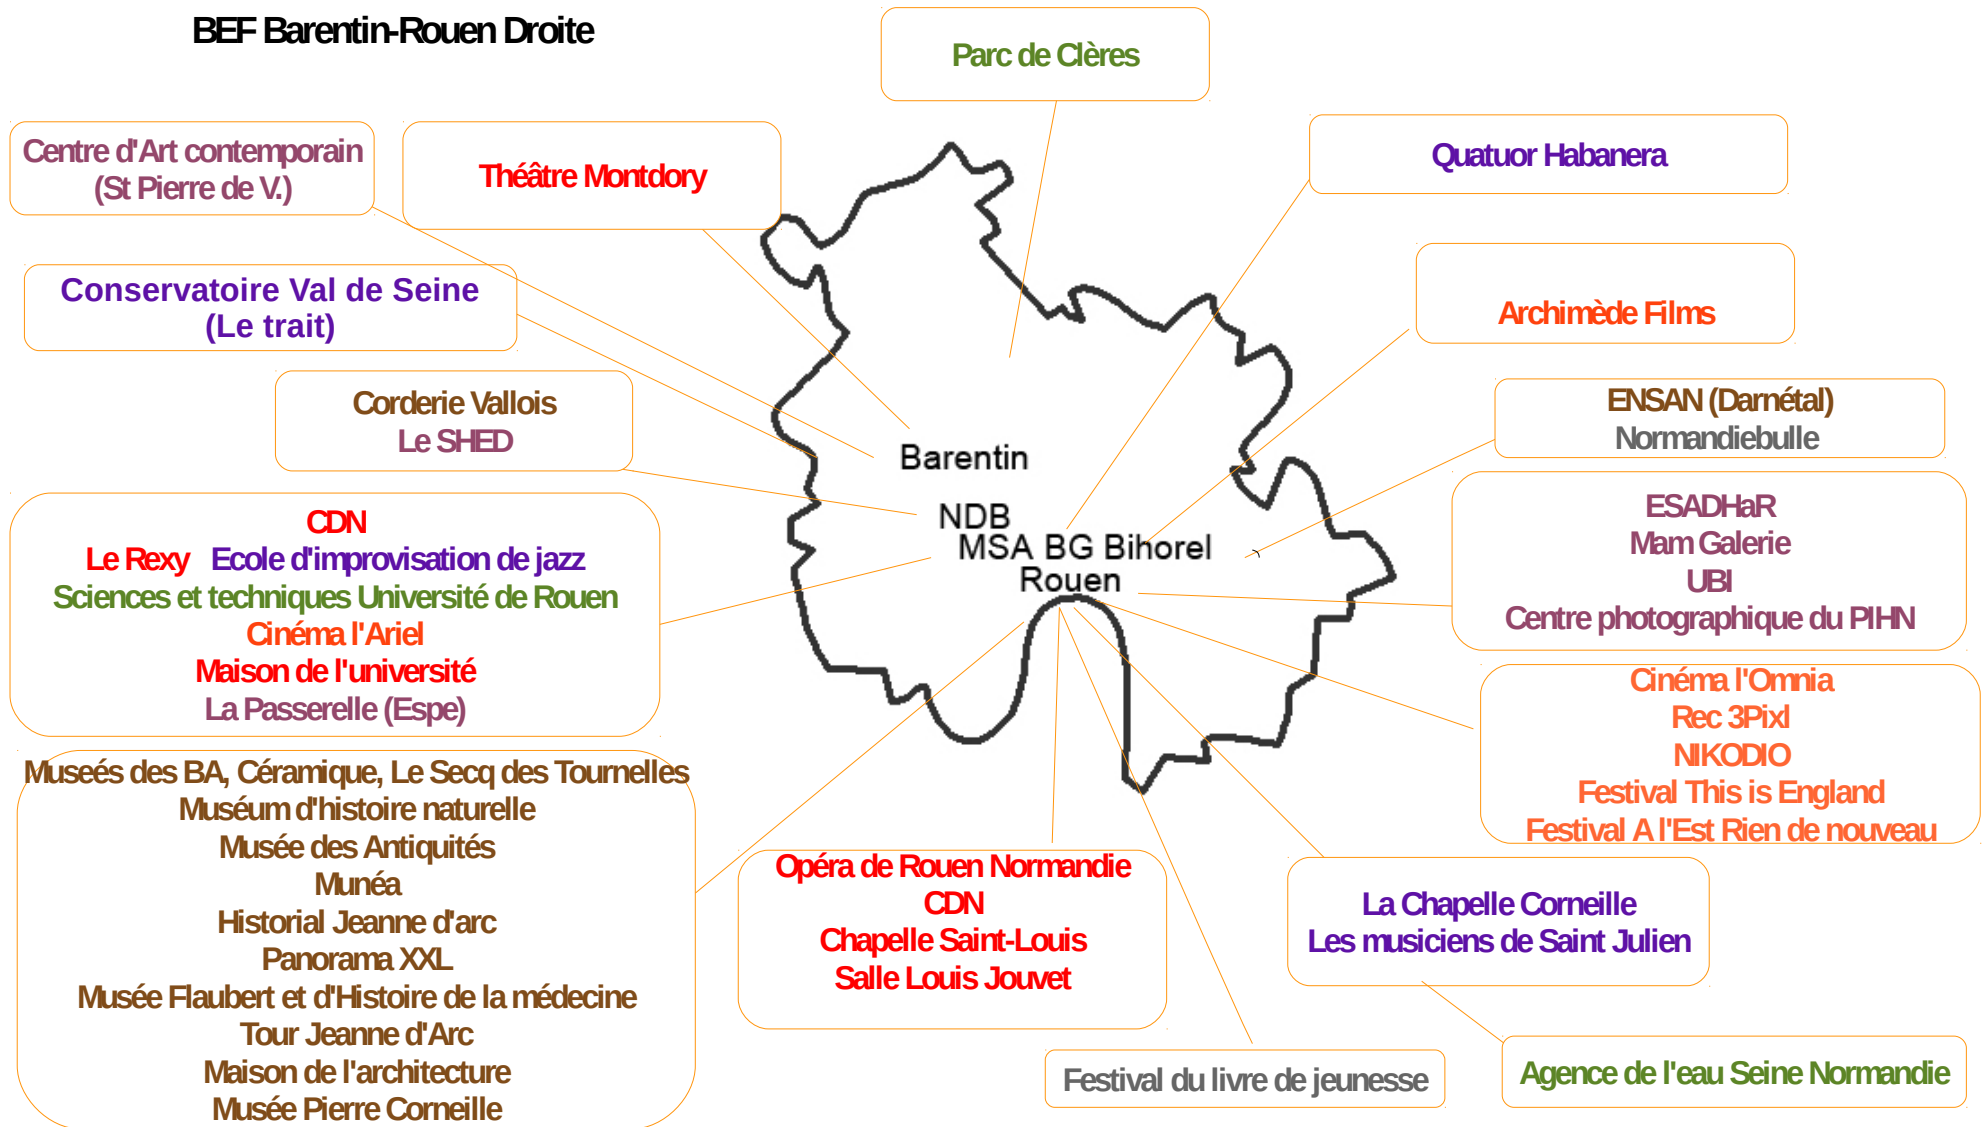 BEF Barentin-Rouen Droite
Parc de Clères
Centre d'Art contemporain
(St Pierre de V.)
Théâtre Montdory
Quatuor Habanera
Conservatoire Val de Seine
(Le trait)
Archimède Films
Corderie Vallois
Le SHED
ENSAN (Darnétal)
Normandiebulle
Barentin
NDB
MSA BG Bihorel
Rouen
CDN
Le Rexy Ecole d'improvisation de jazz
Sciences et techniques Université de Rouen
Cinéma l'Ariel
Maison de l'université
La Passerelle (Espe)
ESADHaR
Mam Galerie
UBI
Centre photographique du PIHN
Cinéma l'Omnia
Rec 3Pixl
NIKODIO
Festival This is England
Festival A l'Est Rien de nouveau
Museés des BA, Céramique, Le Secq des Tournelles
Muséum d'histoire naturelle
Musée des Antiquités
Munéa
Historial Jeanne d'arc
Panorama XXL
Musée Flaubert et d'Histoire de la médecine
Tour Jeanne d'Arc
Maison de l'architecture
Musée Pierre Corneille
Opéra de Rouen Normandie
CDN
Chapelle Saint-Louis
Salle Louis Jouvet
La Chapelle Corneille
Les musiciens de Saint Julien
Festival du livre de jeunesse
Agence de l'eau Seine Normandie